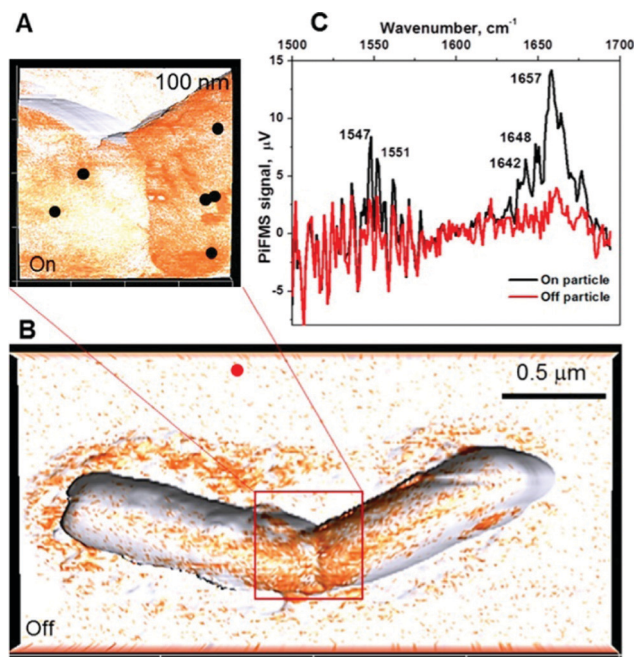 A
100 nm
On
C
Wavenumber, cm⁻¹
1500 1550 1600 1650 1700
15
10
5
0
-5
PiFMS signal, μV
1657
1547
1551
1648
1642
On particle
Off particle
B
0.5 μm
Off